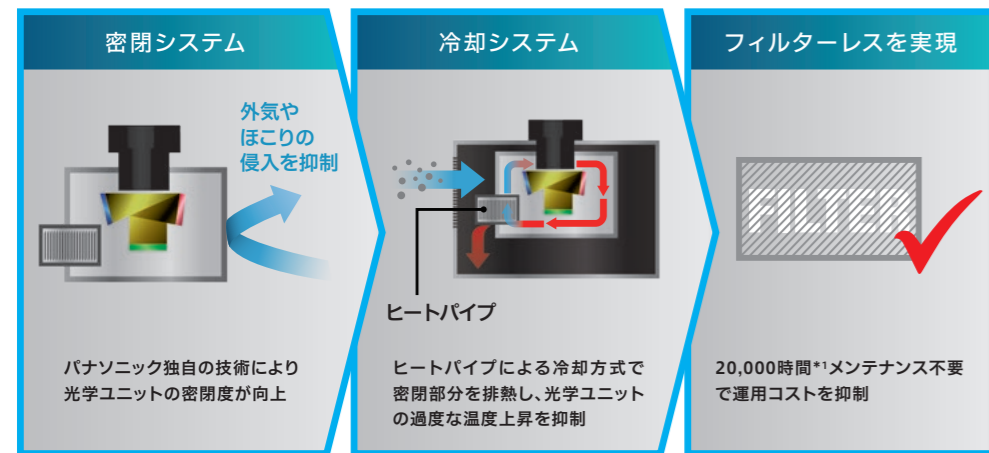 密閉システム
外気や
ほこりの
侵入を抑制
パナソニック独自の技術により
光学ユニットの密閉度が向上
冷却システム
ヒートパイプ
ヒートパイプによる冷却方式で
密閉部分を排熱し、光学ユニット
の過度な温度上昇を抑制
フィルターレスを実現
FILTER
20,000時間*1メンテナンス不要
で運用コストを抑制